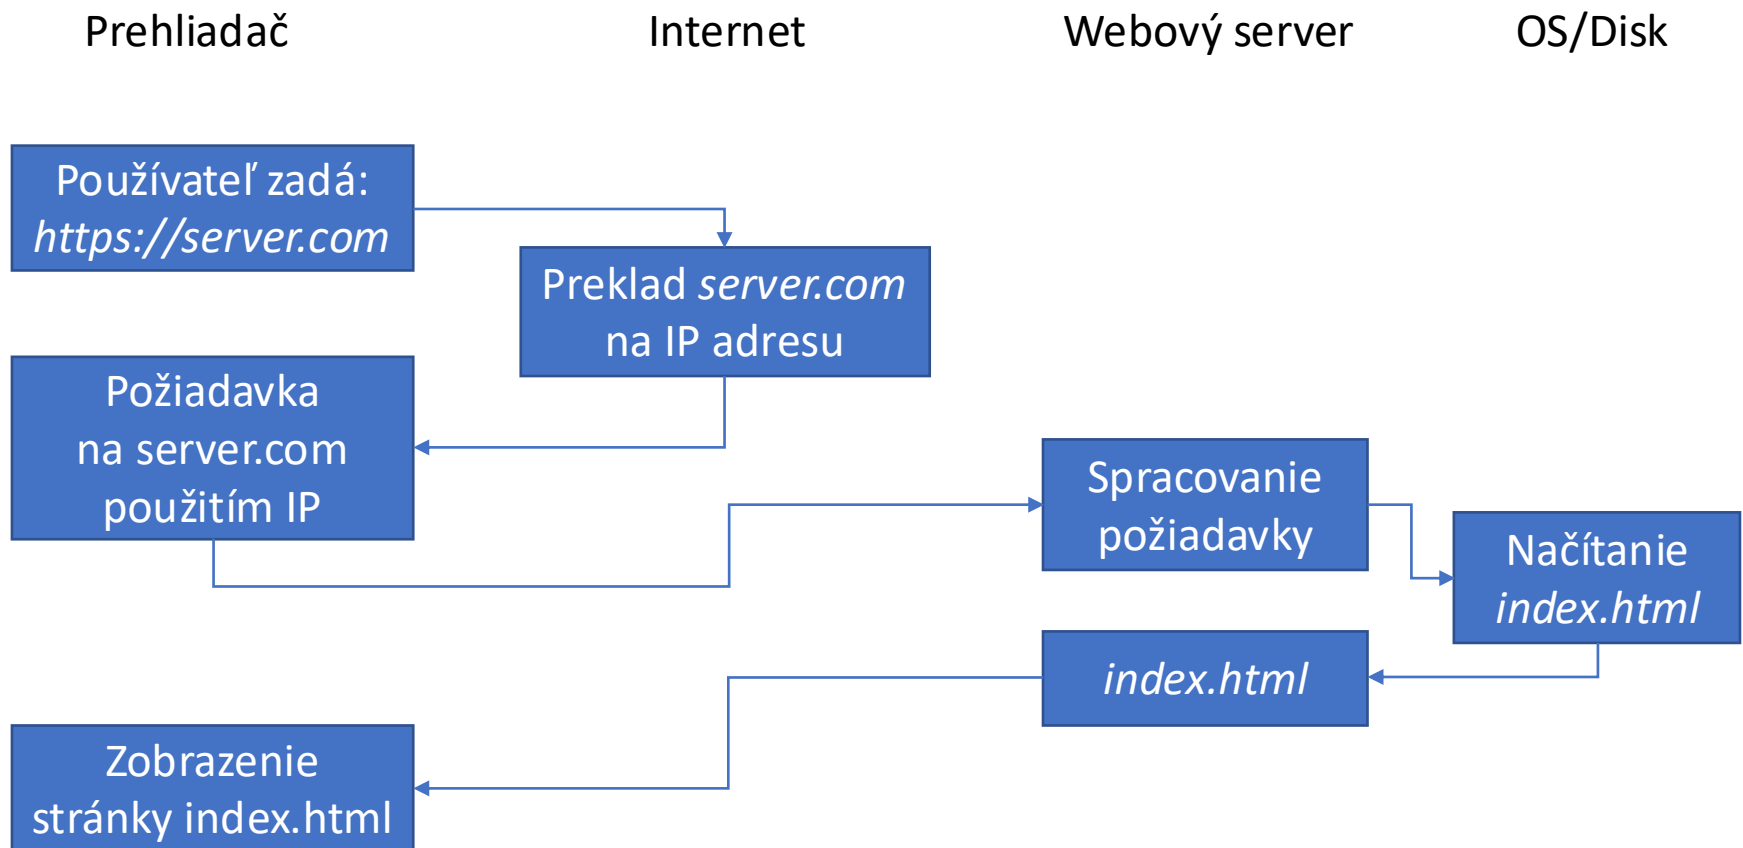 Prehliadač
Internet
Webový server
OS/Disk
Používateľ zadá:
https://server.com
Preklad server.com
na IP adresu
Požiadavka
na server.com
použitím IP
Spracovanie
požiadavky
Načítanie
index.html
index.html
Zobrazenie
stránky index.html